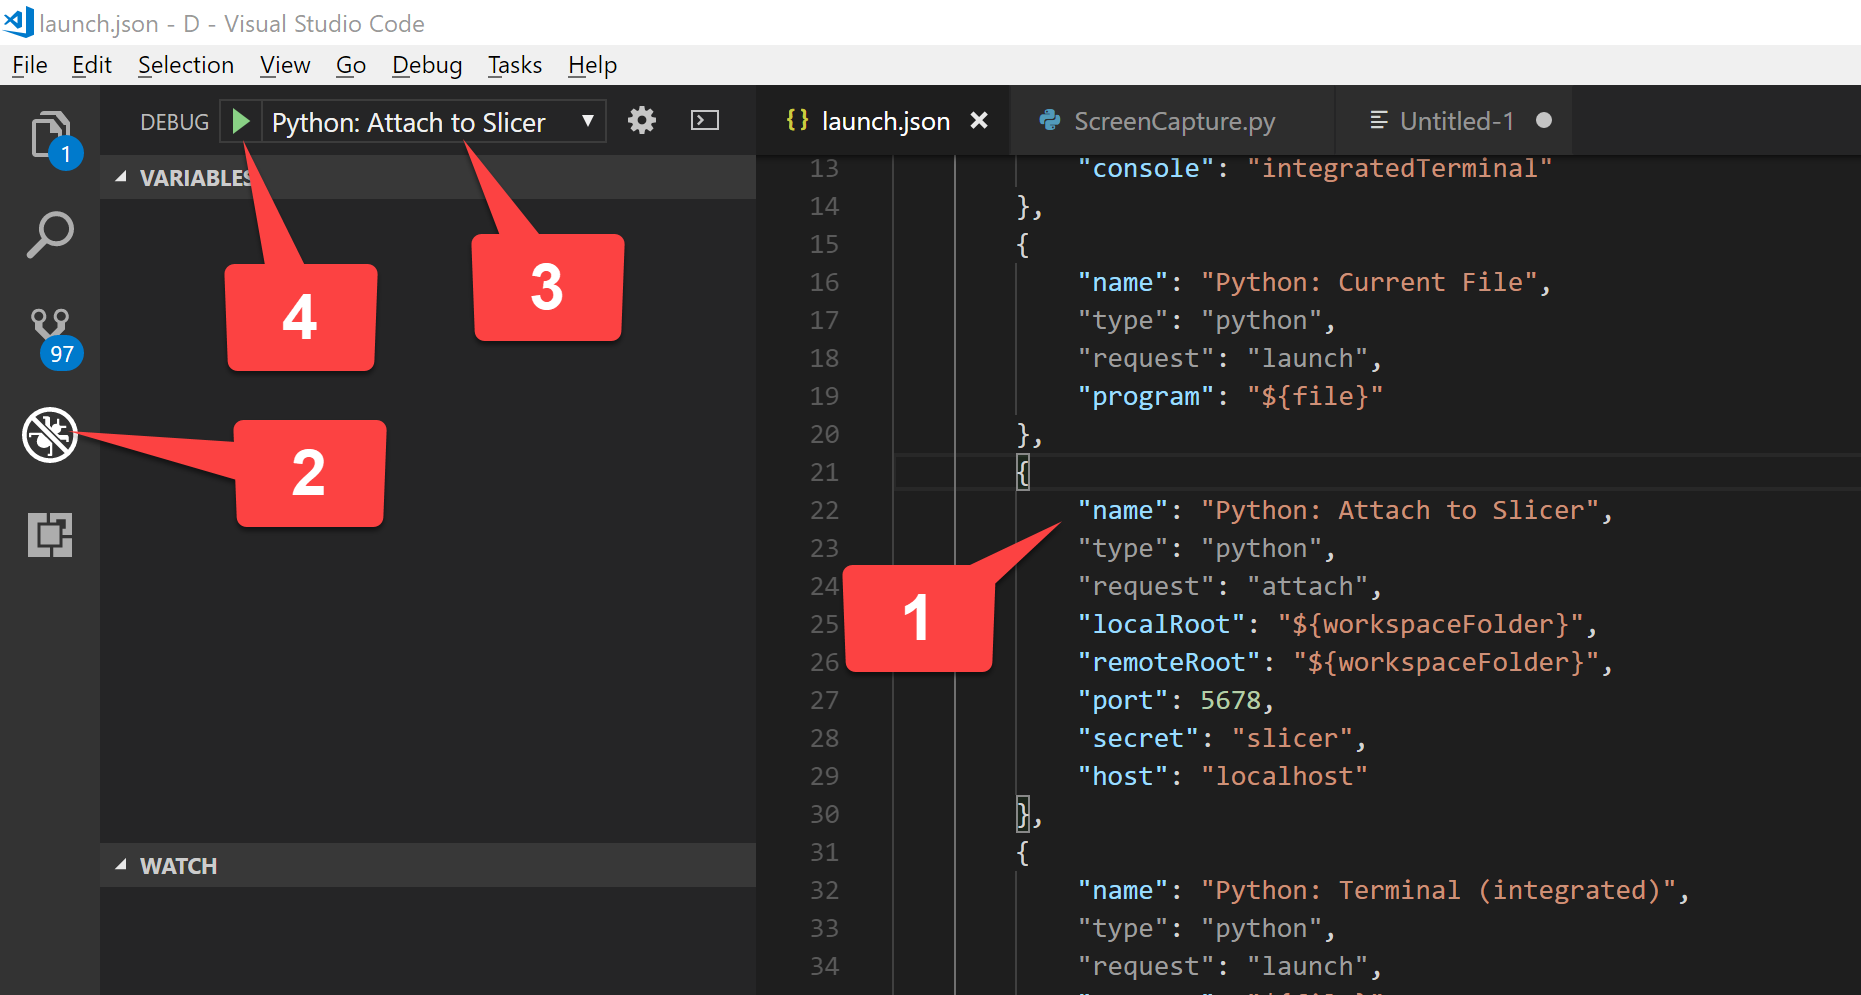 launch.json - D - Visual Studio Code
File Edit Selection View Go Debug Tasks Help
DEBUG Python: Attach to Slicer
launch.json ScreenCapture.py Untitled-1
1
VARIABLES
97
4
3
2
1
WATCH
13 "console": "integratedTerminal"
14 },
15 {
16 "name": "Python: Current File",
17 "type": "python",
18 "request": "launch",
19 "program": "${file}"
20 },
21 {
22 "name": "Python: Attach to Slicer",
23 "type": "python",
24 "request": "attach",
25 "localRoot": "${workspaceFolder}",
26 "remoteRoot": "${workspaceFolder}",
27 "port": 5678,
28 "secret": "slicer",
29 "host": "localhost"
30 },
31 {
32 "name": "Python: Terminal (integrated)",
33 "type": "python",
34 "request": "launch",